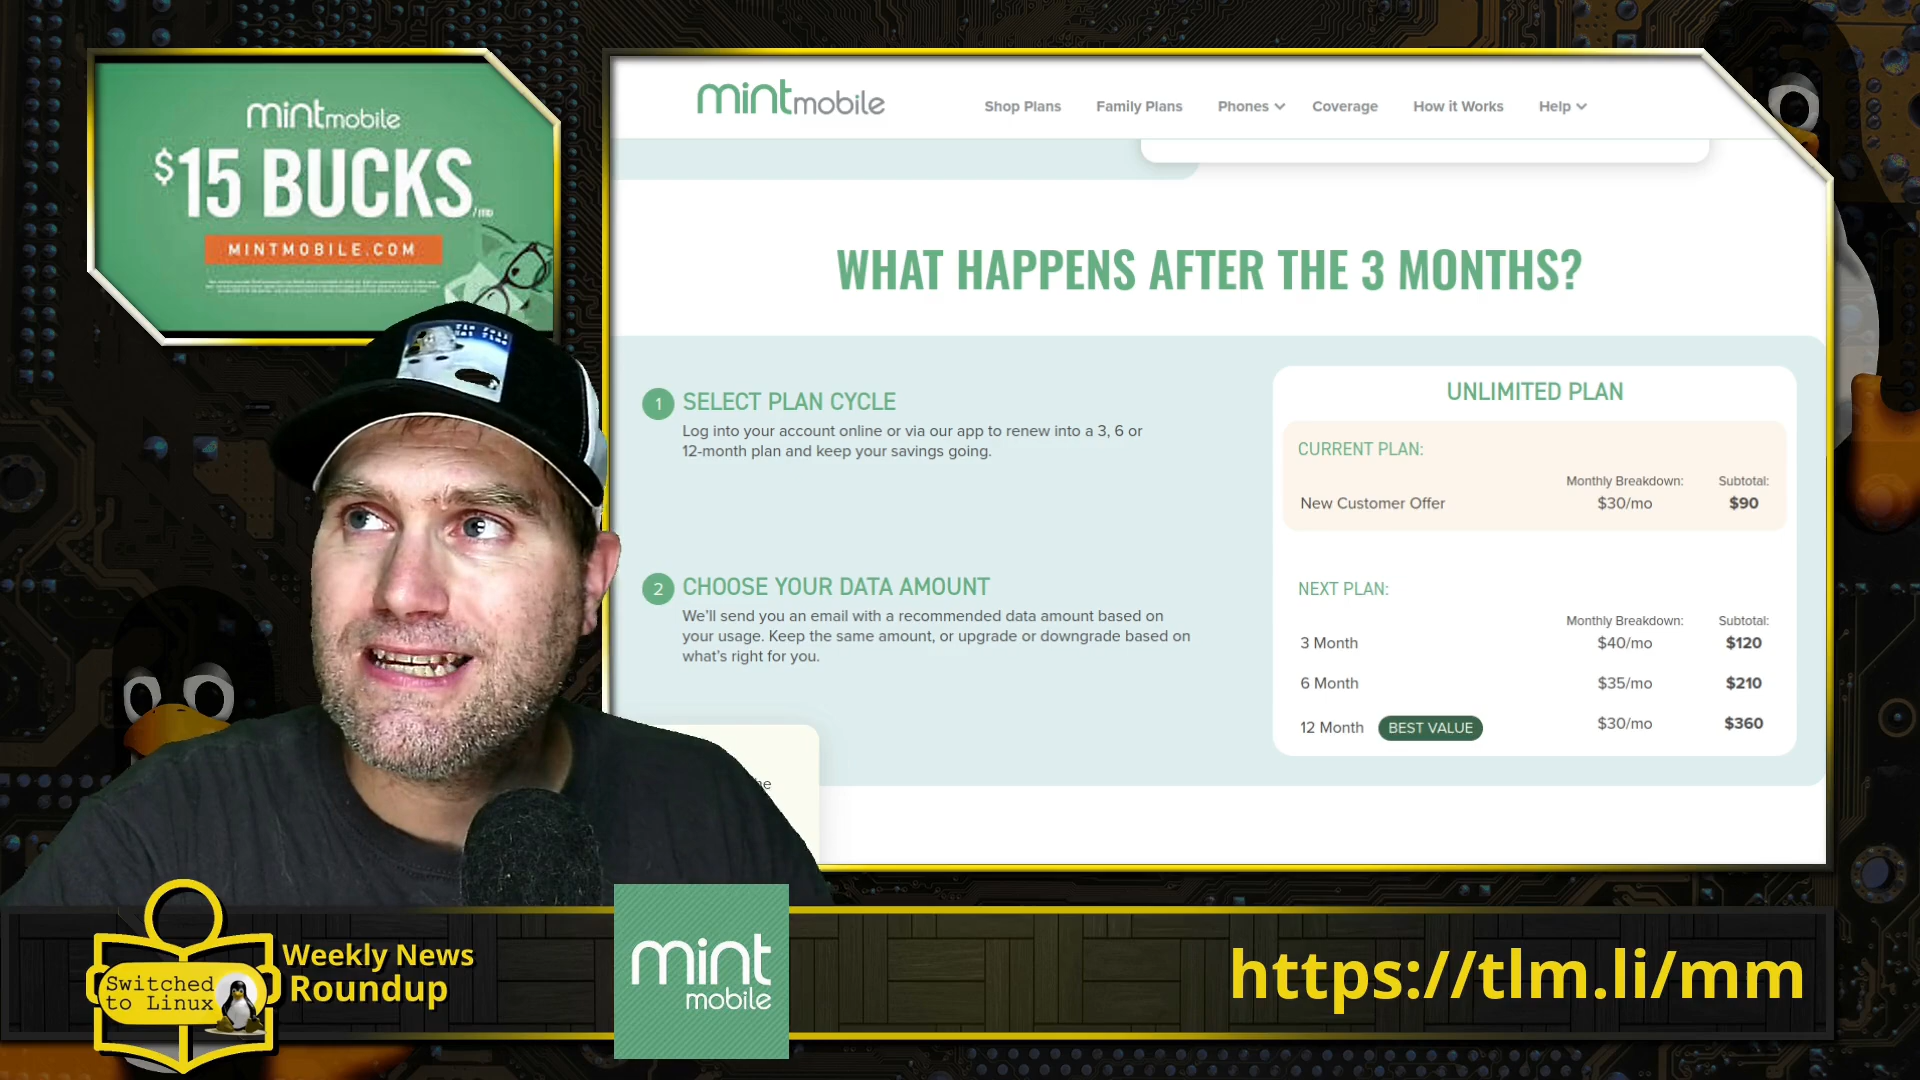 mintmobile
$15 BUCKS/mo
MINTMOBILE.COM
mintmobile
Shop Plans
Family Plans
Phones
Coverage
How it Works
Help
WHAT HAPPENS AFTER THE 3 MONTHS?
1 SELECT PLAN CYCLE
Log into your account online or via our app to renew into a 3, 6 or
12-month plan and keep your savings going.
2 CHOOSE YOUR DATA AMOUNT
We'll send you an email with a recommended data amount based on
your usage. Keep the same amount, or upgrade or downgrade based on
what's right for you.
UNLIMITED PLAN
CURRENT PLAN:
Monthly Breakdown: Subtotal:
New Customer Offer $30/mo $90
NEXT PLAN:
Monthly Breakdown: Subtotal:
3 Month $40/mo $120
6 Month $35/mo $210
12 Month BEST VALUE $30/mo $360
Switched
to Linux
Weekly News
Roundup
mint
mobile
https://tlm.li/mm